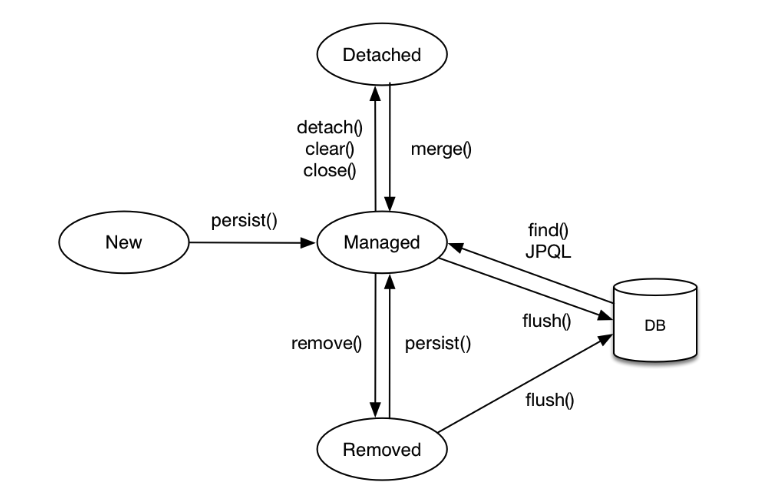 Detached
detach()
clear()
close()
merge()
persist()
New
Managed
find()
JPQL
DB
flush()
remove()
persist()
flush()
Removed